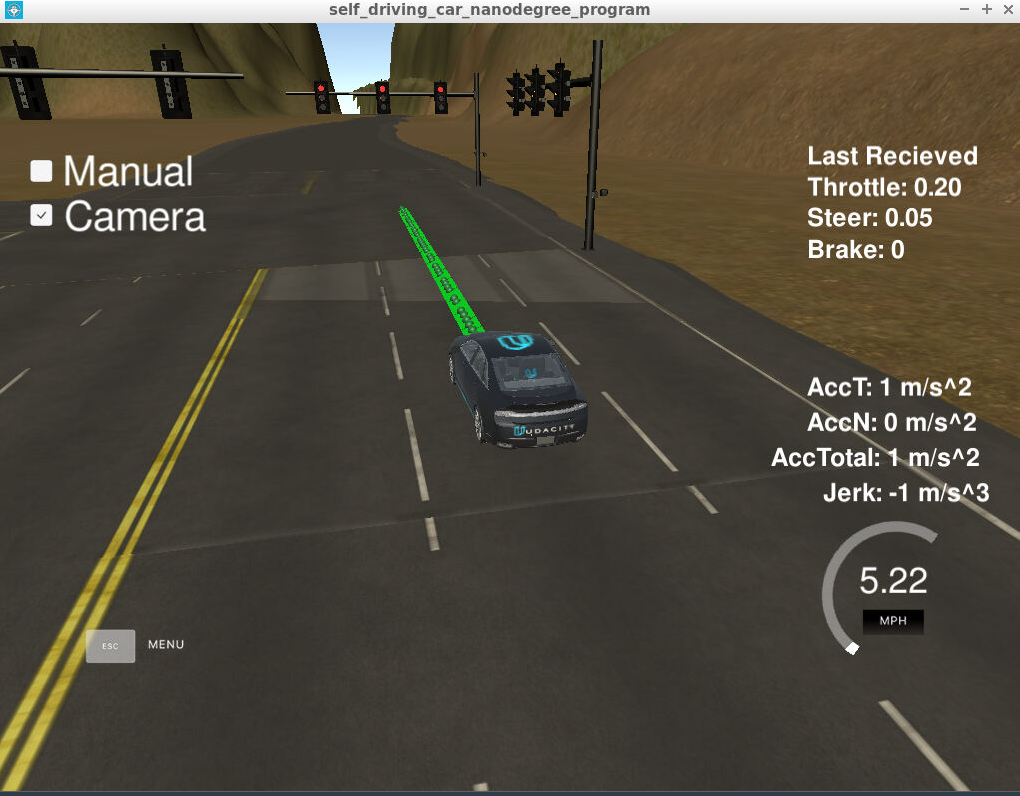 self_driving_car_nanodegree_program
Manual
Camera
Last Recieved
Throttle: 0.20
Steer: 0.05
Brake: 0
AccT: 1 m/s^2
AccN: 0 m/s^2
AccTotal: 1 m/s^2
Jerk: -1 m/s^3
UDACITY
5.22
MPH
ESC
MENU